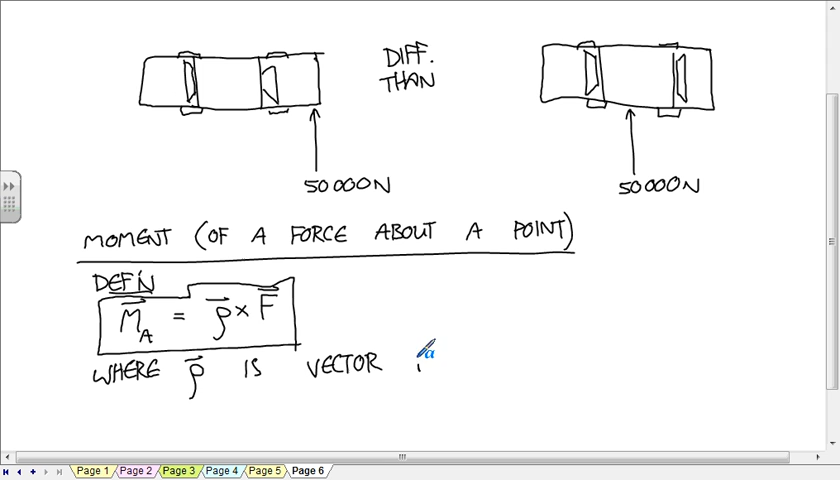 DIFF.
THAN
50000N
50000N
MOMENT (OF A FORCE ABOUT A POINT)
DEFN
M⃗_A = ρ⃗ × F⃗
WHERE ρ⃗ IS VECTOR
Page 1 Page 2 Page 3 Page 4 Page 5 Page 6